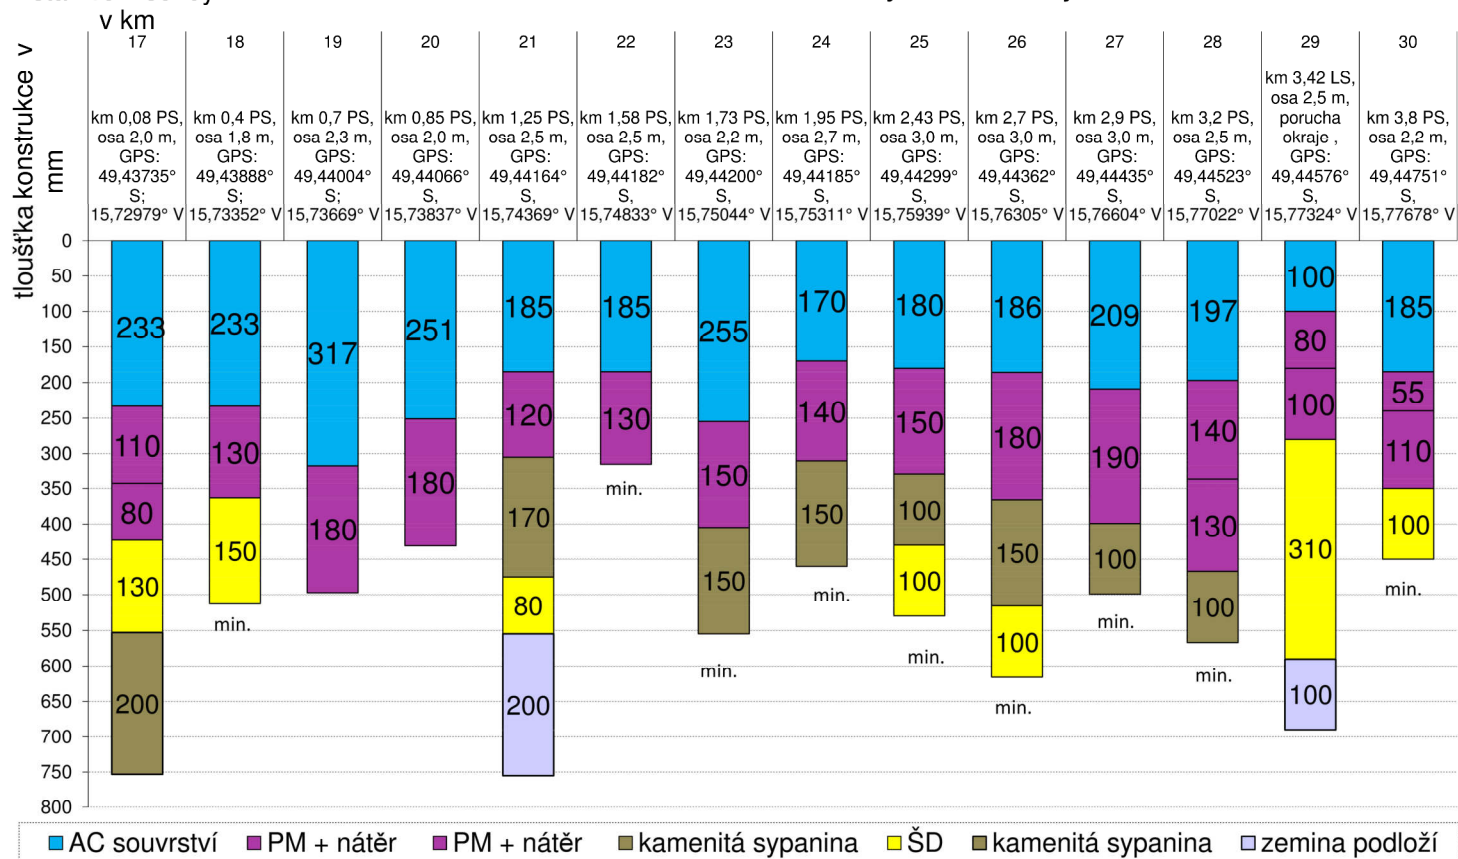 v km
tloušťka konstrukce v
mm
17 18 19 20 21 22 23 24 25 26 27 28 29 30
km 0,08 PS,
osa 2,0 m,
GPS:
49,43735°
S;
15,72979° V
km 0,4 PS,
osa 1,8 m,
GPS:
49,43888°
S;
15,73352° V
km 0,7 PS,
osa 2,3 m,
GPS:
49,44004°
S;
15,73669° V
km 0,85 PS,
osa 2,0 m,
GPS:
49,44066°
S,
15,73837° V
km 1,25 PS,
osa 2,5 m,
GPS:
49,44164°
S,
15,74369° V
km 1,58 PS,
osa 2,5 m,
GPS:
49,44182°
S,
15,74833° V
km 1,73 PS,
osa 2,2 m,
GPS:
49,44200°
S,
15,75044° V
km 1,95 PS,
osa 2,7 m,
GPS:
49,44185°
S,
15,75311° V
km 2,43 PS,
osa 3,0 m,
GPS:
49,44299°
S,
15,75939° V
km 2,7 PS,
osa 3,0 m,
GPS:
49,44362°
S,
15,76305° V
km 2,9 PS,
osa 3,0 m,
GPS:
49,44435°
S,
15,76604° V
km 3,2 PS,
osa 2,5 m,
GPS:
49,44523°
S,
15,77022° V
km 3,42 LS,
osa 2,5 m,
porucha
okraje ,
GPS:
49,44576°
S,
15,77324° V
km 3,8 PS,
osa 2,2 m,
GPS:
49,44751°
S,
15,77678° V
0
50
100
150
200
250
300
350
400
450
500
550
600
650
700
750
800
233
110
80
130
200
233
130
150
min.
317
180
251
180
185
120
170
80
200
185
130
min.
255
150
150
min.
170
140
150
min.
180
150
100
100
min.
186
180
150
100
min.
209
190
100
min.
197
140
130
100
min.
100
80
100
310
100
185
55
110
100
min.
AC souvrství PM + nátěr PM + nátěr kamenitá sypanina ŠD kamenitá sypanina zemina podloží